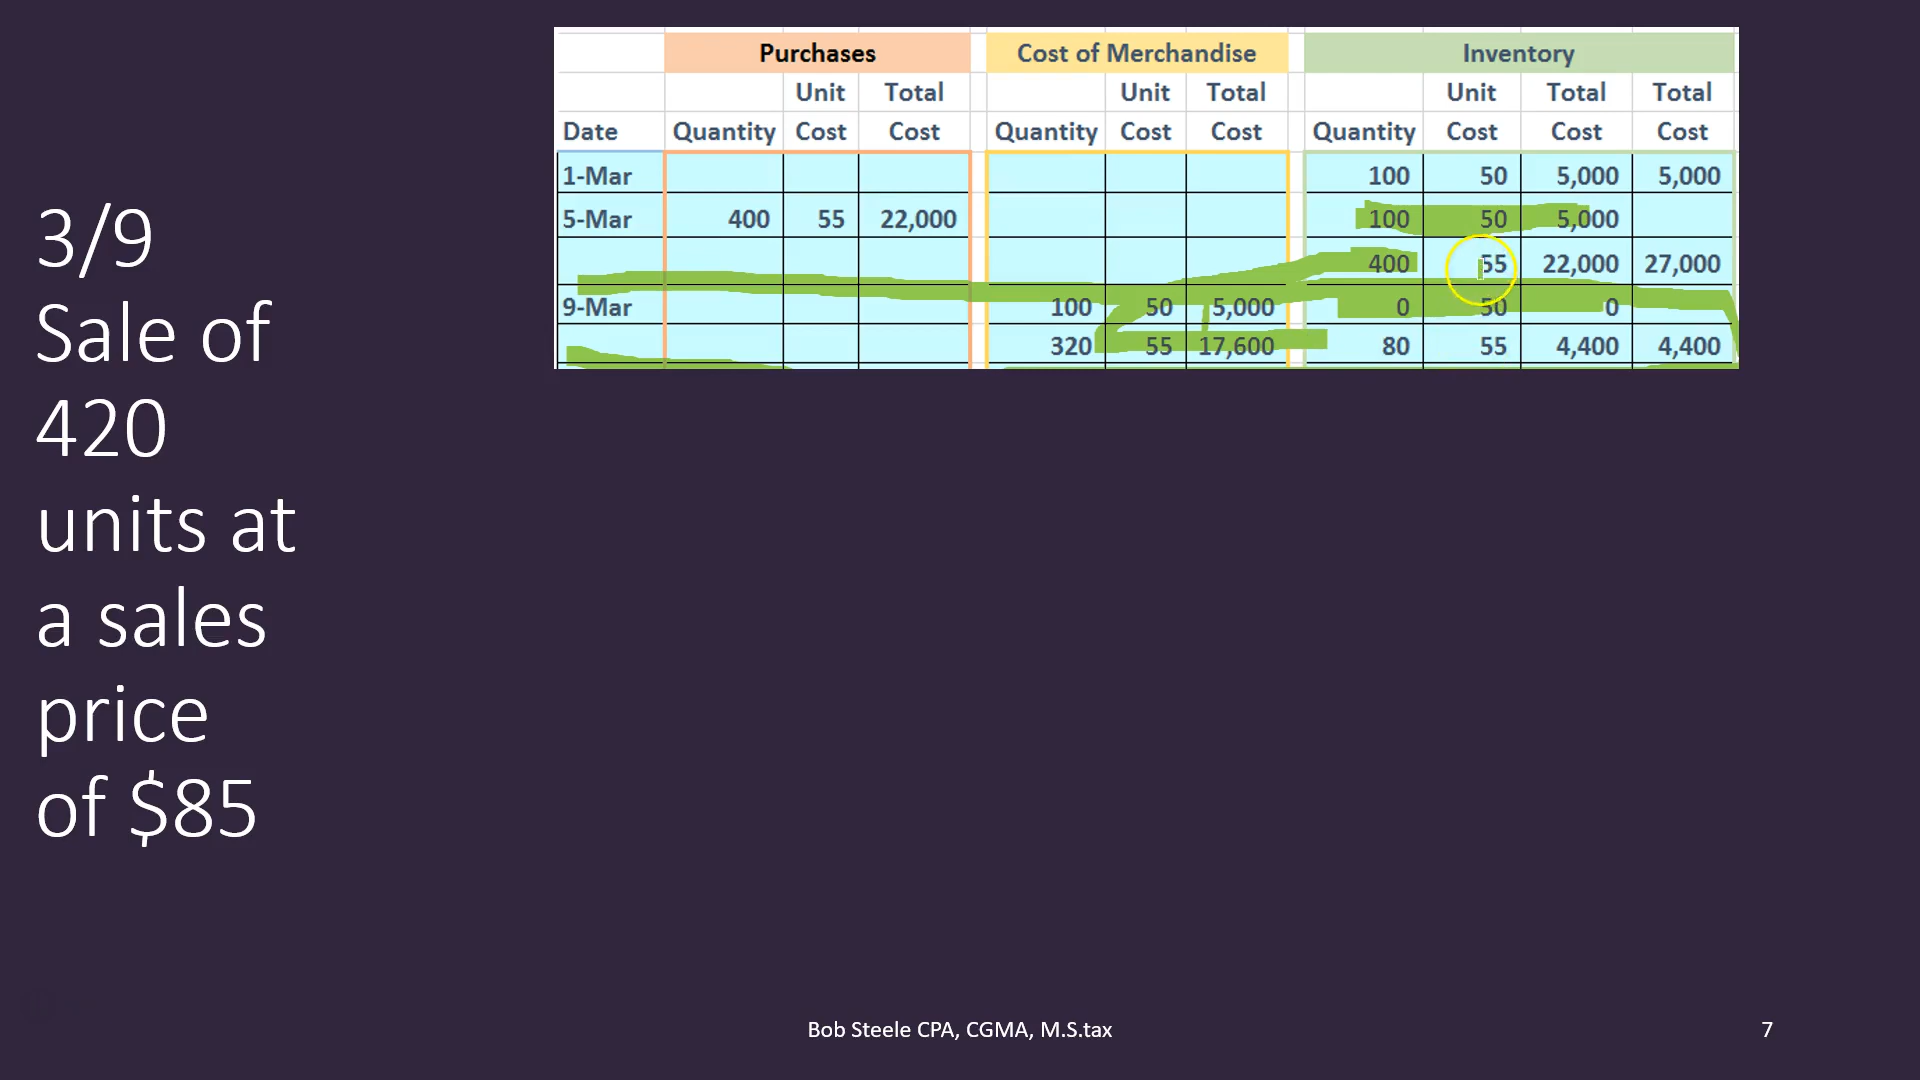 3/9
Sale of
420
units at
a sales
price
of $85
Purchases Cost of Merchandise Inventory
Unit Total Unit Total Unit Total Total
Date Quantity Cost Cost Quantity Cost Cost Quantity Cost Cost Cost
1-Mar 100 50 5,000 5,000
5-Mar 400 55 22,000 100 50 5,000
400 55 22,000 27,000
9-Mar 100 50 5,000 0 50 0
320 55 17,600 80 55 4,400 4,400
Bob Steele CPA, CGMA, M.S.tax 7